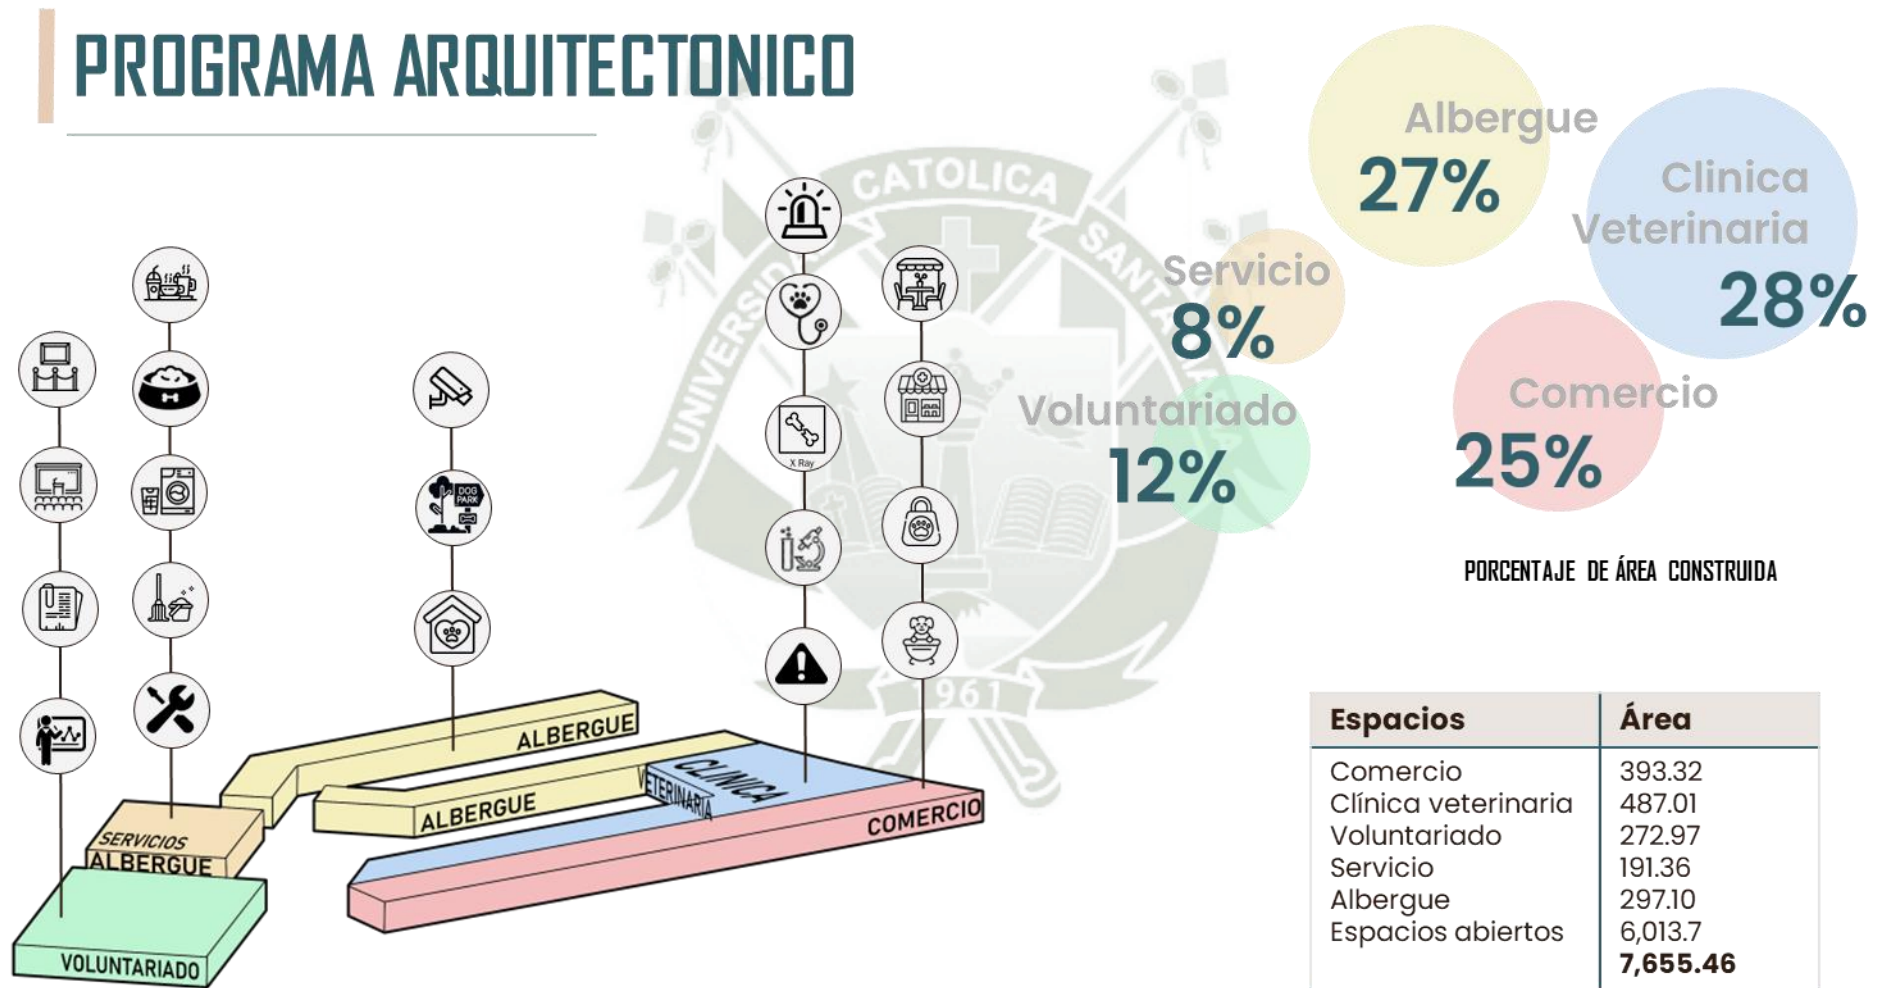 PROGRAMA ARQUITECTONICO
Albergue
27%
Clinica
Veterinaria
28%
Servicio
8%
Voluntariado
12%
Comercio
25%
PORCENTAJE DE ÁREA CONSTRUIDA
UNIVERSIDAD CATOLICA SANTA MARIA
1961
X Ray
DOG
PARK
ALBERGUE
ALBERGUE
CLINICA
VETERINARIA
COMERCIO
SERVICIOS
ALBERGUE
VOLUNTARIADO
Espacios Área
Comercio 393.32
Clínica veterinaria 487.01
Voluntariado 272.97
Servicio 191.36
Albergue 297.10
Espacios abiertos 6,013.7
7,655.46